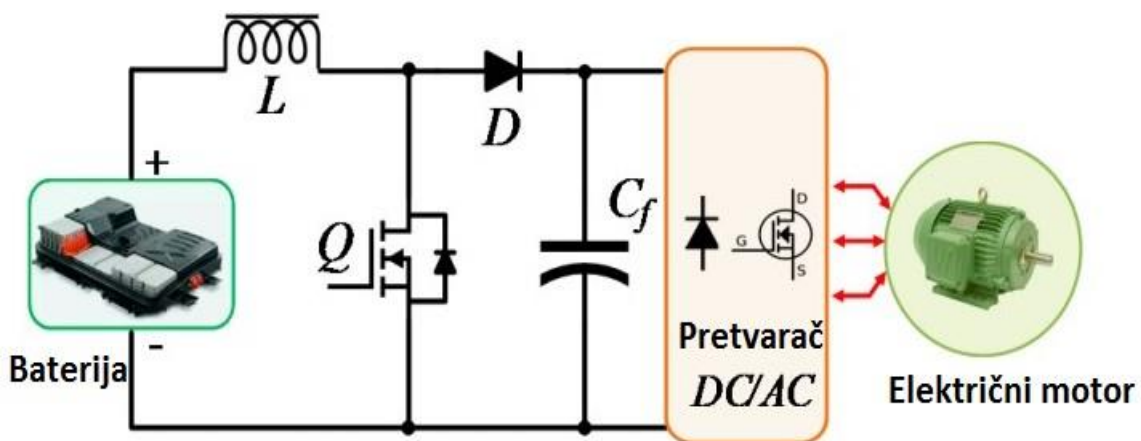 L
D
+
Q
C_f
D
G
S
-
Baterija
Pretvarač
DC/AC
Električni motor